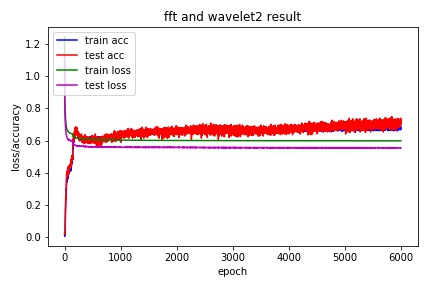 fft and wavelet2 result
train acc
test acc
train loss
test loss
loss/accuracy
1.2
1.0
0.8
0.6
0.4
0.2
0.0
0
1000
2000
3000
4000
5000
6000
epoch